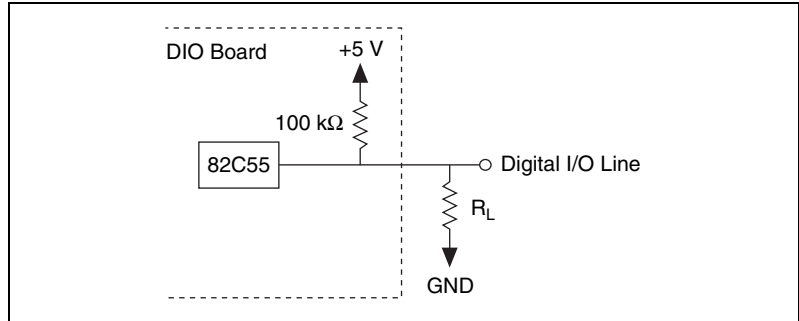 DIO Board
+5 V
100 kΩ
82C55
Digital I/O Line
R_L
GND